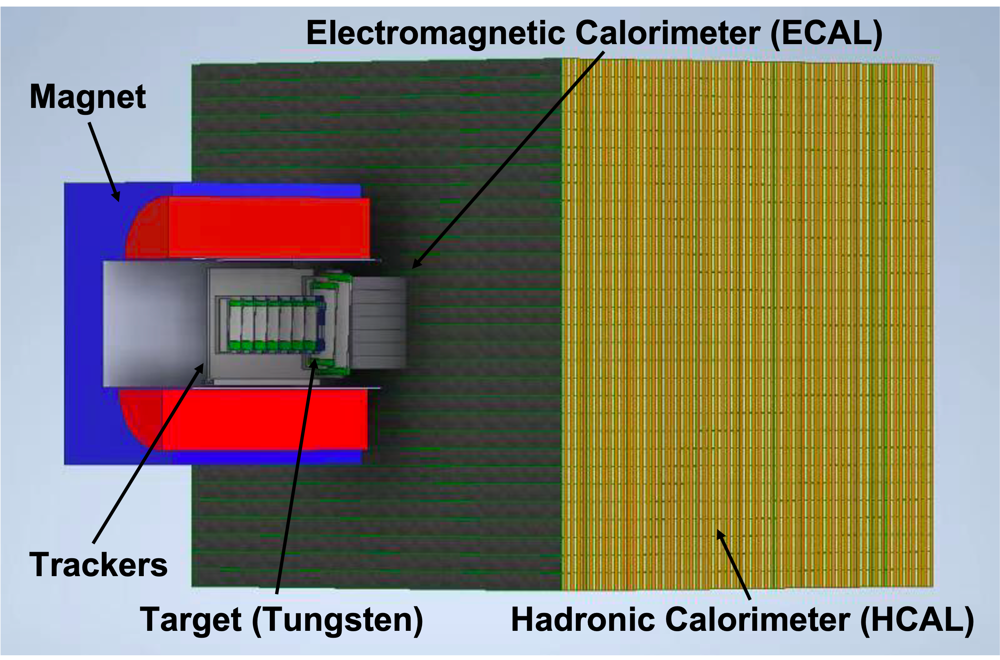 Electromagnetic Calorimeter (ECAL)
Magnet
Trackers
Target (Tungsten)
Hadronic Calorimeter (HCAL)